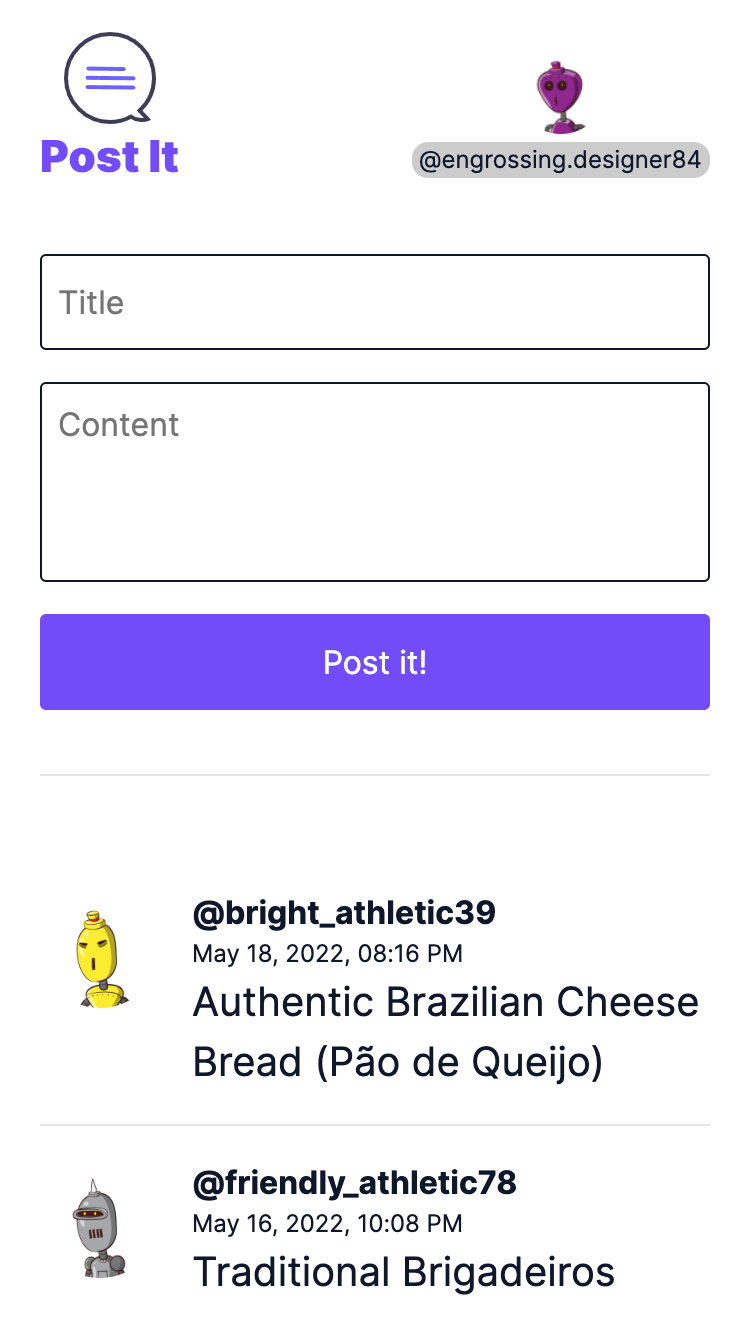 Post It
@engrossing.designer84
Title
Content
Post it!
@bright_athletic39
May 18, 2022, 08:16 PM
Authentic Brazilian Cheese
Bread (Pão de Queijo)
@friendly_athletic78
May 16, 2022, 10:08 PM
Traditional Brigadeiros